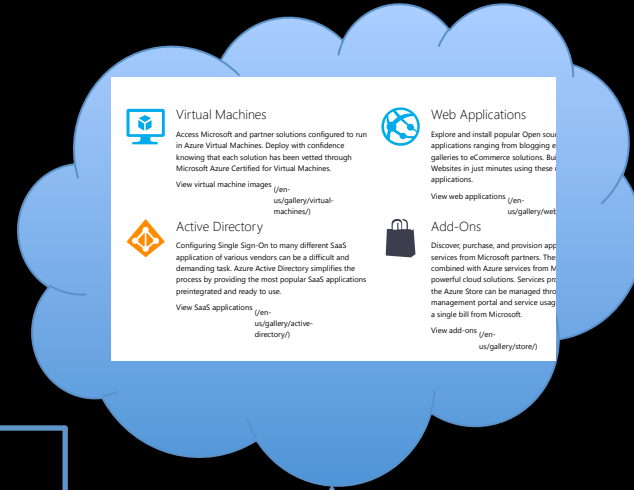 Virtual Machines
Access Microsoft and partner solutions configured to run
in Azure Virtual Machines. Deploy with confidence
knowing that each solution has been vetted through
Microsoft Azure Certified for Virtual Machines.
View virtual machine images (/en-
us/gallery/virtual-
machines/)
Web Applications
Explore and install popular Open
applications ranging from blogging
galleries to eCommerce solutions.
Websites in just minutes using these
applications.
View web applications (/en-
us/gallery/
Active Directory
Configuring Single Sign-On to many different SaaS
application of various vendors can be a difficult and
demanding task. Azure Active Directory simplifies the
process by providing the most popular SaaS applications
preintegrated and ready to use.
View SaaS applications (/en-
us/gallery/active-
directory/)
Add-Ons
Discover, purchase, and provision
services from Microsoft partners.
combined with Azure services from
powerful cloud solutions. Services
the Azure Store can be managed
management portal and service
a single bill from Microsoft.
View add-ons (/en-
us/gallery/store/)